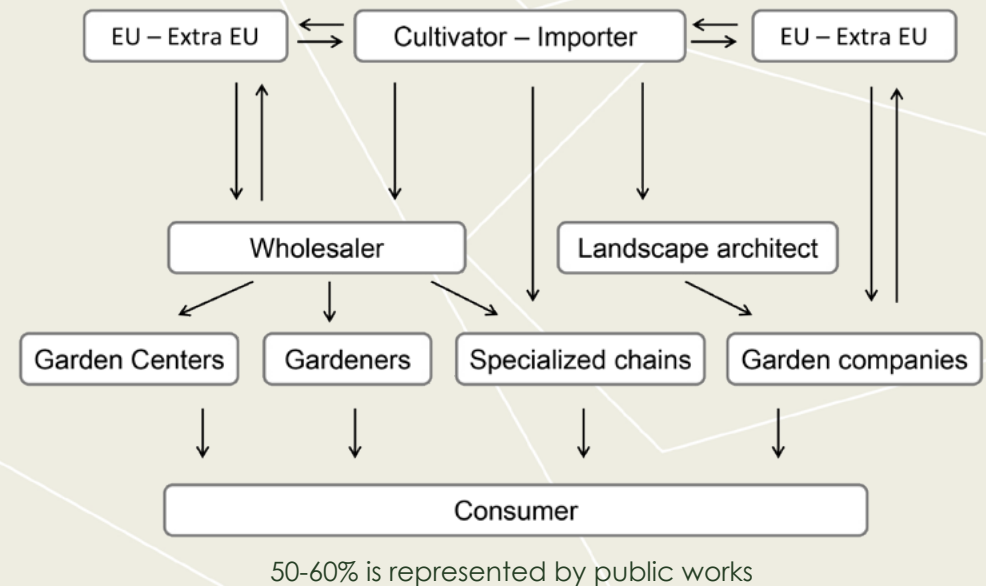 EU – Extra EU
Cultivator – Importer
EU – Extra EU
Wholesaler
Landscape architect
Garden Centers
Gardeners
Specialized chains
Garden companies
Consumer
50-60% is represented by public works